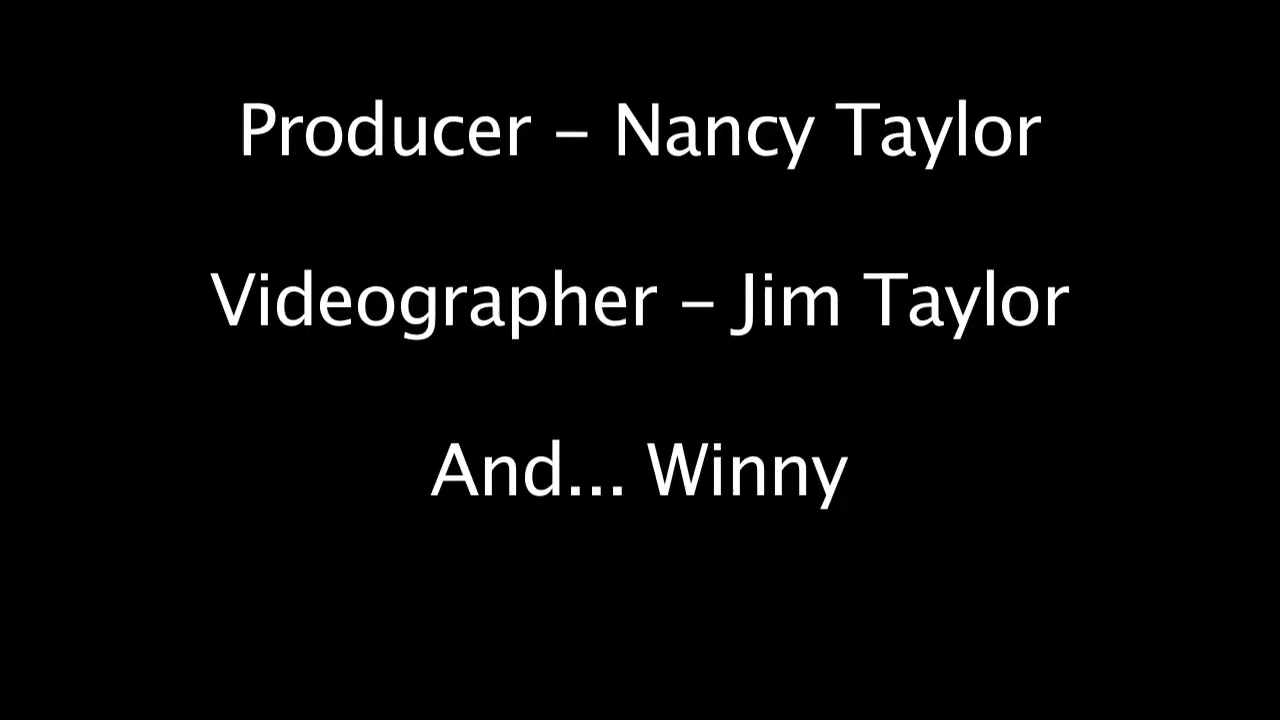 Producer – Nancy Taylor
Videographer – Jim Taylor
And... Winny